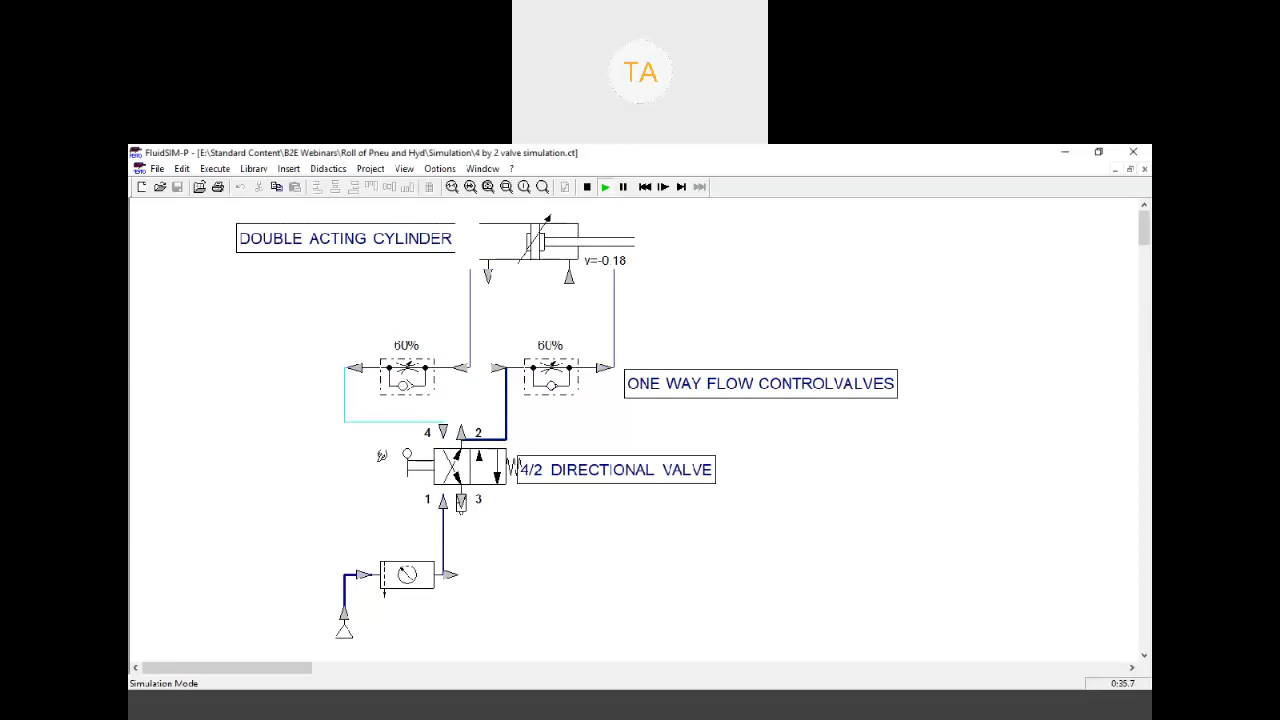 TA
FluidSIM-P - [E:\Standard Content\B2E Webinars\Roll of Pneu and Hyd\Simulation\4 by 2 valve simulation.ct]
File Edit Execute Library Insert Didactics Project View Options Window ?
DOUBLE ACTING CYLINDER
v=-0.18
60% 60%
ONE WAY FLOW CONTROLVALVES
4 2
4/2 DIRECTIONAL VALVE
1 3
Simulation Mode 0:35.7